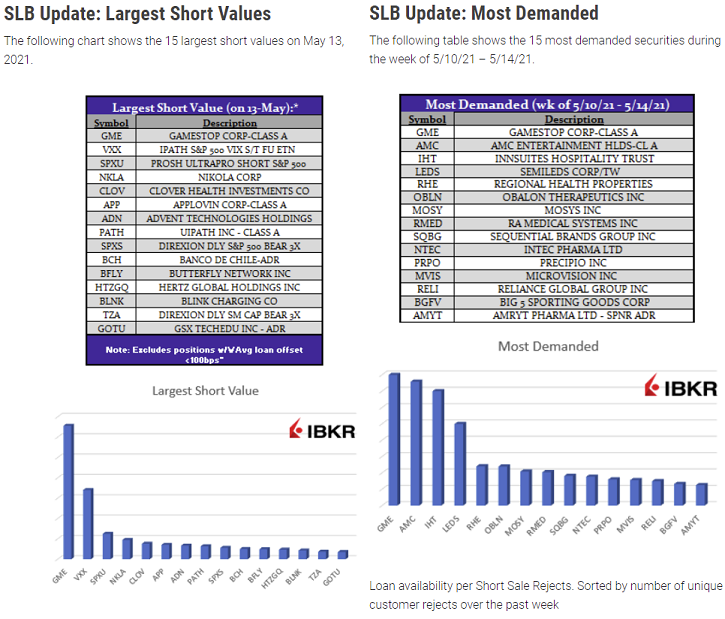 SLB Update: Largest Short Values
The following chart shows the 15 largest short values on May 13,
2021.
Largest Short Value (on 13-May):*
Symbol Description
GME GAMESTOP CORP-CLASS A
VXX IPATH S&P 500 VIX S/T FU ETN
SPXU PROSH ULTRAPRO SHORT S&P 500
NKLA NIKOLA CORP
CLOV CLOVER HEALTH INVESTMENTS CO
APP APPLOVIN CORP-CLASS A
ADN ADVENT TECHNOLOGIES HOLDINGS
PATH UIPATH INC - CLASS A
SPXS DIREXION DLY S&P 500 BEAR 3X
BCH BANCO DE CHILE-ADR
BFLY BUTTERFLY NETWORK INC
HTZGQ HERTZ GLOBAL HOLDINGS INC
BLNK BLINK CHARGING CO
TZA DIREXION DLY SM CAP BEAR 3X
GOTU GSX TECHEDU INC - ADR
Note: Excludes positions w/WAvg loan offset
<100bps"
Largest Short Value
IBKR
GME VXX SPXU NKLA CLOV APP ADN PATH SPXS BCH BFLY HTZGQ BLNK TZA GOTU
SLB Update: Most Demanded
The following table shows the 15 most demanded securities during
the week of 5/10/21 – 5/14/21.
Most Demanded (wk of 5/10/21 - 5/14/21)
Symbol Description
GME GAMESTOP CORP-CLASS A
AMC AMC ENTERTAINMENT HLDS-CL A
IHT INNSUITES HOSPITALITY TRUST
LEDS SEMILEDS CORP/TW
RHE REGIONAL HEALTH PROPERTIES
OBLN OBALON THERAPEUTICS INC
MOSY MOSYS INC
RMED RA MEDICAL SYSTEMS INC
SQBG SEQUENTIAL BRANDS GROUP INC
NTEC INTEC PHARMA LTD
PRPO PRECIPIO INC
MVIS MICROVISION INC
RELI RELIANCE GLOBAL GROUP INC
BGFV BIG 5 SPORTING GOODS CORP
AMYT AMRYT PHARMA LTD - SPNR ADR
Most Demanded
IBKR
GME AMC IHT LEDS RHE OBLN MOSY RMED SQBG NTEC PRPO MVIS RELI BGFV AMYT
Loan availability per Short Sale Rejects. Sorted by number of unique
customer rejects over the past week